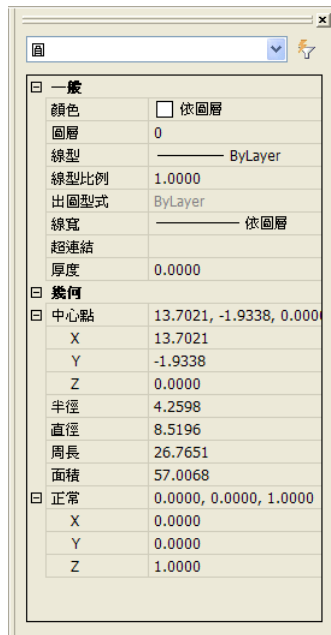 圓
一般
顏色 依圖層
圖層 0
線型 ByLayer
線型比例 1.0000
出圖型式 ByLayer
線寬 依圖層
超連結
厚度 0.0000
幾何
中心點 13.7021, -1.9338, 0.0000
X 13.7021
Y -1.9338
Z 0.0000
半徑 4.2598
直徑 8.5196
周長 26.7651
面積 57.0068
正常 0.0000, 0.0000, 1.0000
X 0.0000
Y 0.0000
Z 1.0000